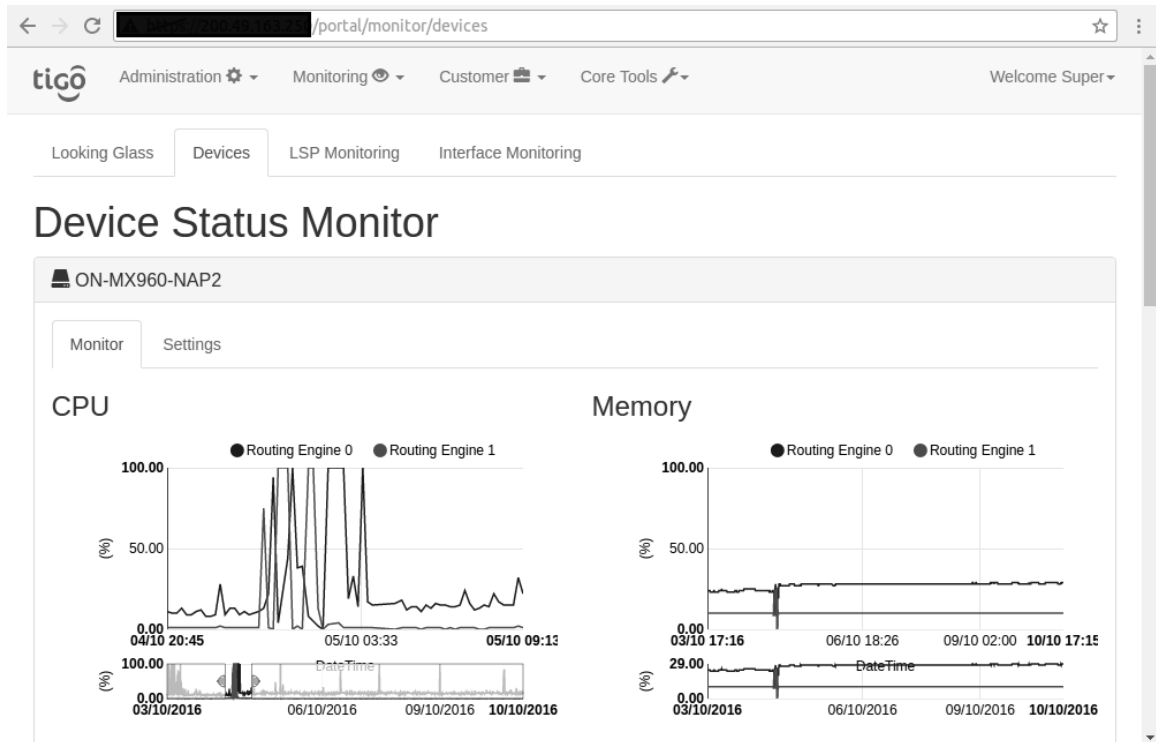 /portal/monitor/devices
tigo Administration Monitoring Customer Core Tools Welcome Super
Looking Glass Devices LSP Monitoring Interface Monitoring
Device Status Monitor
ON-MX960-NAP2
Monitor Settings
CPU
Routing Engine 0 Routing Engine 1
100.00
(%)
50.00
0.00
04/10 20:45 05/10 03:33 05/10 09:13
DateTime
100.00
(%)
0.00
03/10/2016 06/10/2016 09/10/2016 10/10/2016
Memory
Routing Engine 0 Routing Engine 1
100.00
(%)
50.00
0.00
03/10 17:16 06/10 18:26 09/10 02:00 10/10 17:15
DateTime
29.00
(%)
0.00
03/10/2016 06/10/2016 09/10/2016 10/10/2016